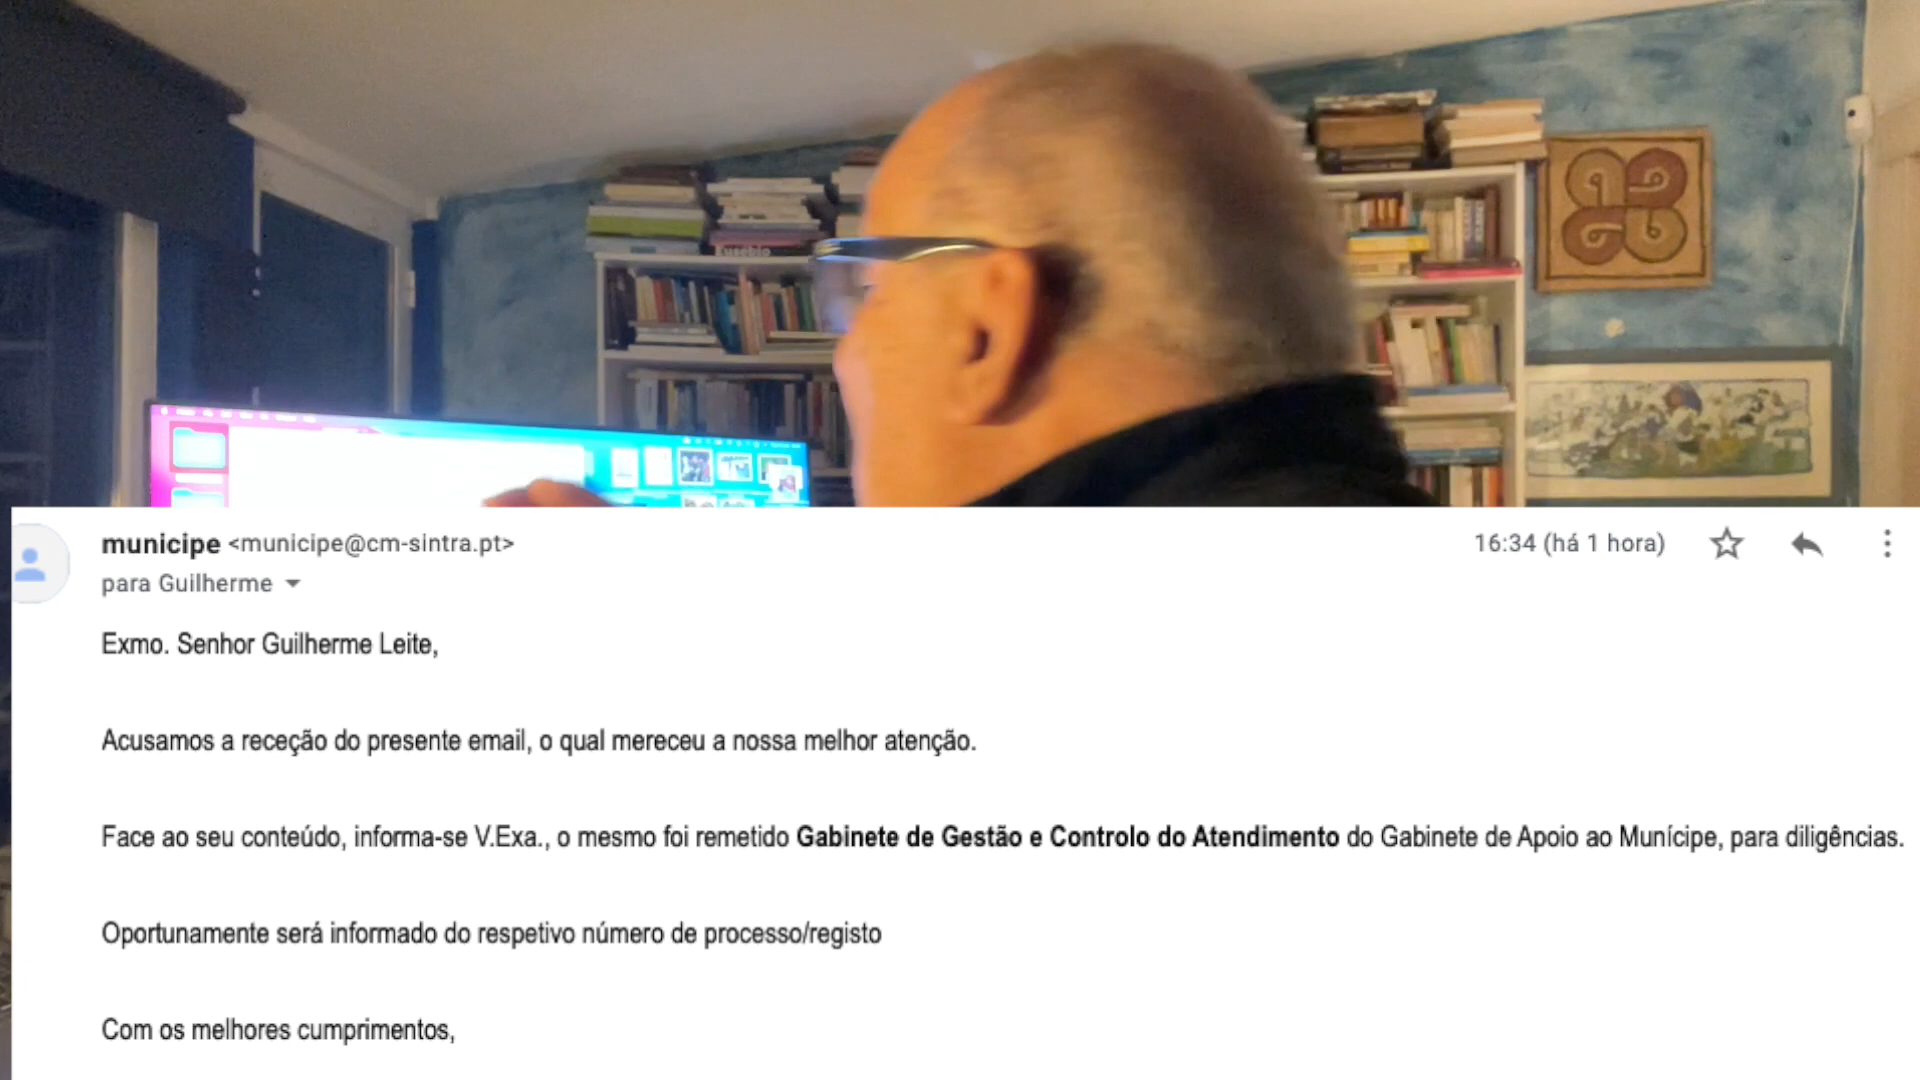 Eusébio
municipe <municipe@cm-sintra.pt>
16:34 (há 1 hora)
para Guilherme
Exmo. Senhor Guilherme Leite,
Acusamos a receção do presente email, o qual mereceu a nossa melhor atenção.
Face ao seu conteúdo, informa-se V.Exa., o mesmo foi remetido Gabinete de Gestão e Controlo do Atendimento do Gabinete de Apoio ao Munícipe, para diligências.
Oportunamente será informado do respetivo número de processo/registo
Com os melhores cumprimentos,